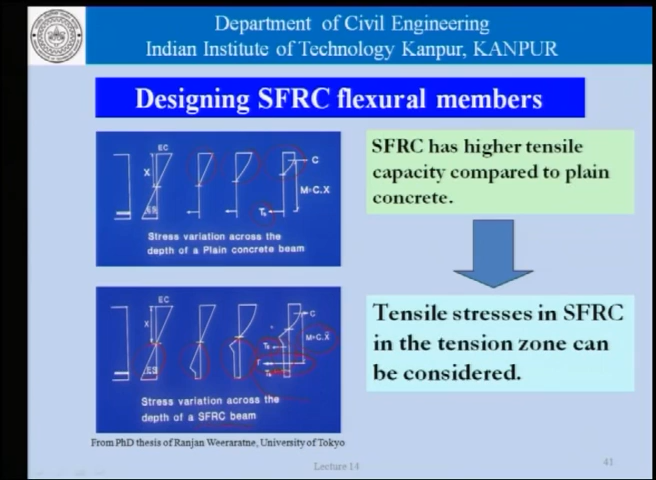 Department of Civil Engineering
Indian Institute of Technology Kanpur, KANPUR
Designing SFRC flexural members
EC
X
C
M=C.X
ES
Stress variation across the
depth of a Plain concrete beam
SFRC has higher tensile
capacity compared to plain
concrete.
EC
X
C
M=C.X
ES
Stress variation across the
depth of a SFRC beam
Tensile stresses in SFRC
in the tension zone can
be considered.
From PhD thesis of Ranjan Weeraratne, University of Tokyo
Lecture 14
41